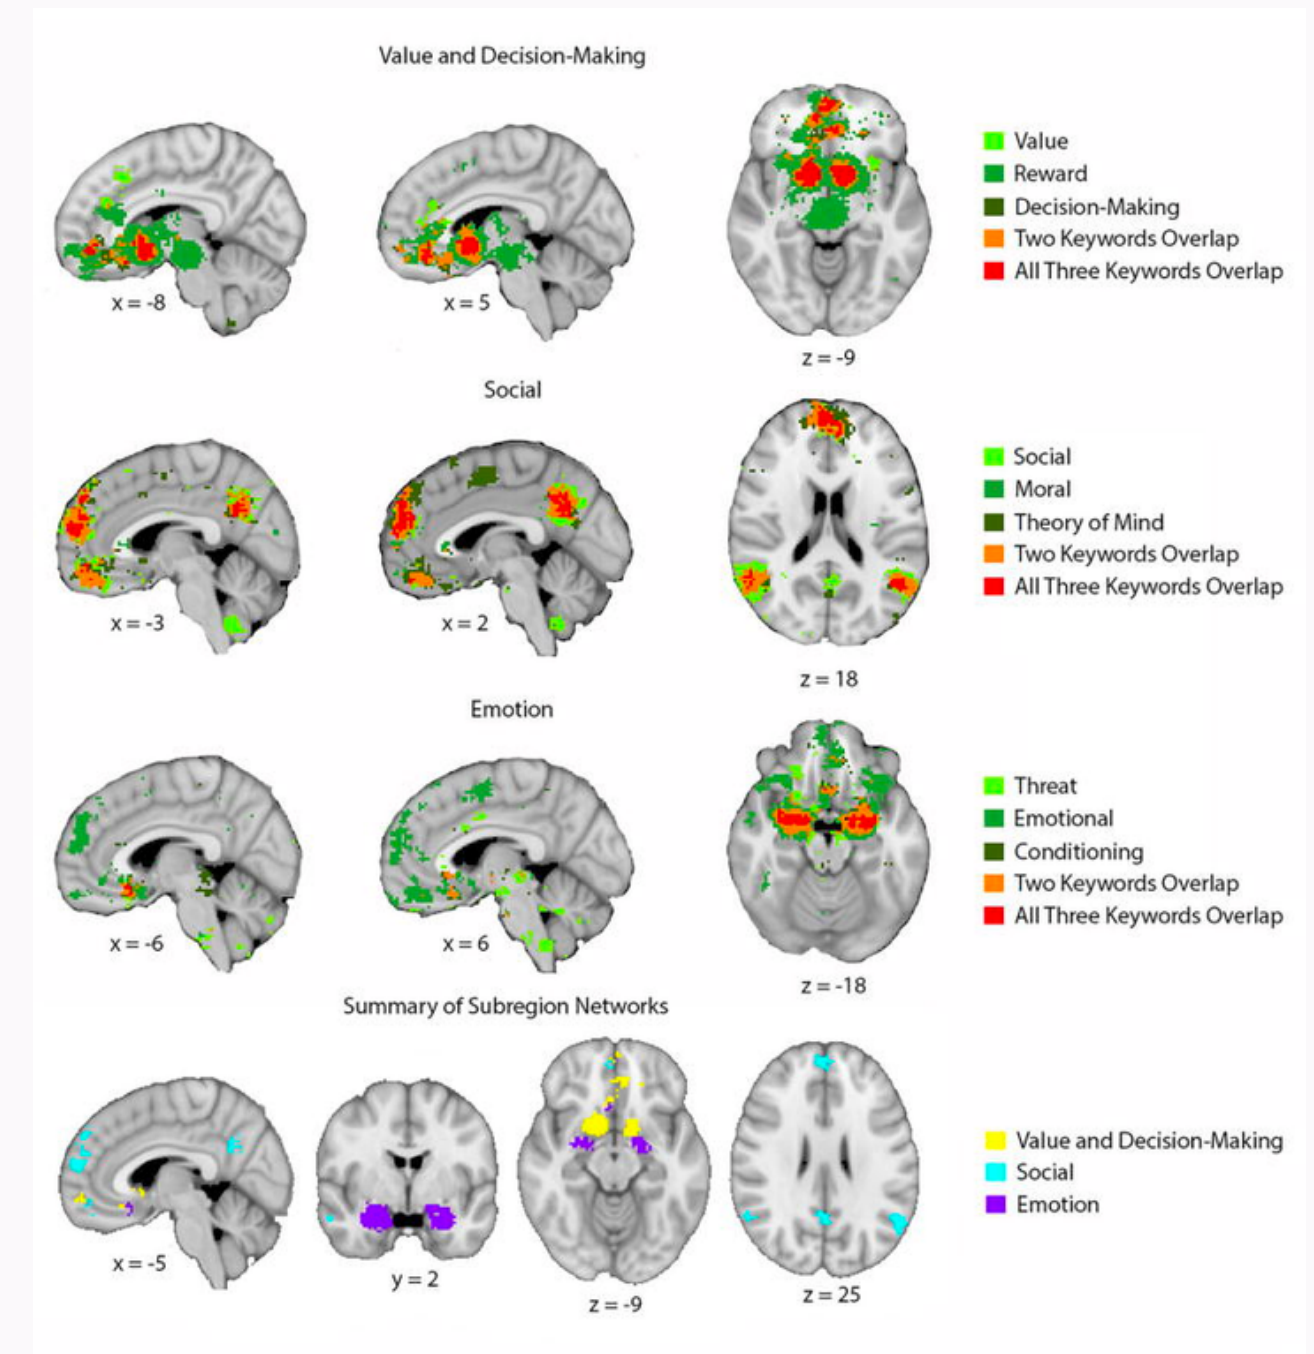 Value and Decision-Making
Value
Reward
Decision-Making
Two Keywords Overlap
All Three Keywords Overlap
x = -8
x = 5
z = -9
Social
Social
Moral
Theory of Mind
Two Keywords Overlap
All Three Keywords Overlap
x = -3
x = 2
z = 18
Emotion
Threat
Emotional
Conditioning
Two Keywords Overlap
All Three Keywords Overlap
x = -6
x = 6
z = -18
Summary of Subregion Networks
Value and Decision-Making
Social
Emotion
x = -5
y = 2
z = -9
z = 25